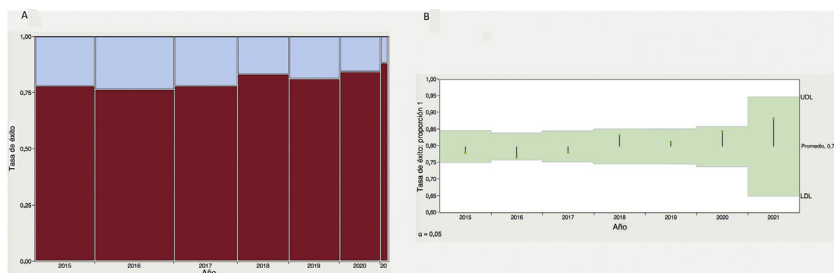 A
Tasa de éxito
1,00
0,75
0,50
0,25
0,00
2015
2016
2017
2018
2019
2020
20
Año
B
Tasa de éxito: proporción 1
1,00
0,95
0,90
0,85
0,80
0,75
0,70
0,65
0,60
UDL
Promedio, 0,7
LDL
2015
2016
2017
2018
2019
2020
2021
Año
α = 0,05